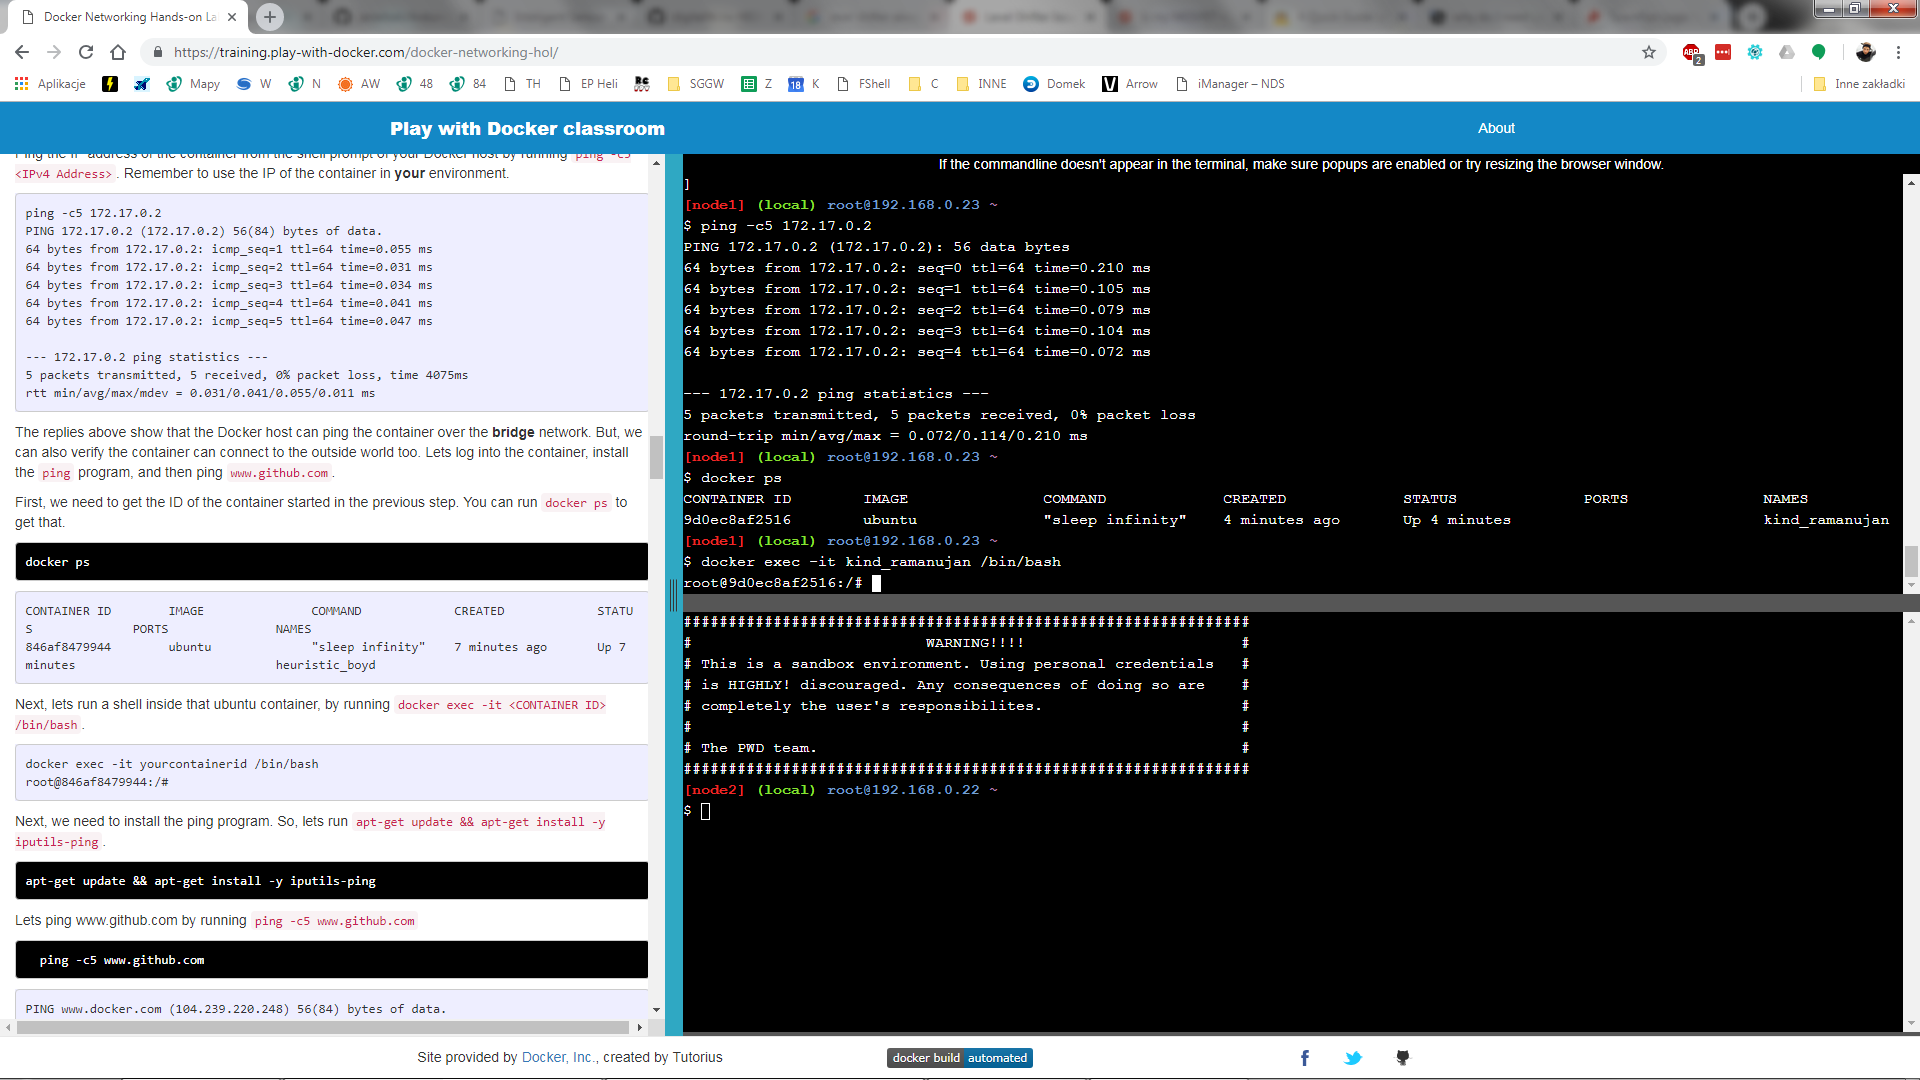 Docker Networking Hands-on La
https://training.play-with-docker.com/docker-networking-hol/
2
Aplikacje
Mapy
W
N
AW
48
84
TH
EP Heli
SGGW
Z
18
K
FShell
C
INNE
Domek
V
Arrow
iManager – NDS
Inne zakładki
Play with Docker classroom
About
Ping the IP address of the container from the shell prompt of your Docker host by running ping -c5
<IPv4 Address>. Remember to use the IP of the container in your environment.
ping -c5 172.17.0.2
PING 172.17.0.2 (172.17.0.2) 56(84) bytes of data.
64 bytes from 172.17.0.2: icmp_seq=1 ttl=64 time=0.055 ms
64 bytes from 172.17.0.2: icmp_seq=2 ttl=64 time=0.031 ms
64 bytes from 172.17.0.2: icmp_seq=3 ttl=64 time=0.034 ms
64 bytes from 172.17.0.2: icmp_seq=4 ttl=64 time=0.041 ms
64 bytes from 172.17.0.2: icmp_seq=5 ttl=64 time=0.047 ms
--- 172.17.0.2 ping statistics ---
5 packets transmitted, 5 received, 0% packet loss, time 4075ms
rtt min/avg/max/mdev = 0.031/0.041/0.055/0.011 ms
The replies above show that the Docker host can ping the container over the bridge network. But, we
can also verify the container can connect to the outside world too. Lets log into the container, install
the ping program, and then ping www.github.com.
First, we need to get the ID of the container started in the previous step. You can run docker ps to
get that.
docker ps
CONTAINER ID IMAGE COMMAND CREATED STATU
S PORTS NAMES
846af8479944 ubuntu "sleep infinity" 7 minutes ago Up 7
minutes heuristic_boyd
Next, lets run a shell inside that ubuntu container, by running docker exec -it <CONTAINER ID>
/bin/bash.
docker exec -it yourcontainerid /bin/bash
root@846af8479944:/#
Next, we need to install the ping program. So, lets run apt-get update && apt-get install -y
iputils-ping.
apt-get update && apt-get install -y iputils-ping
Lets ping www.github.com by running ping -c5 www.github.com
ping -c5 www.github.com
PING www.docker.com (104.239.220.248) 56(84) bytes of data.
If the commandline doesn't appear in the terminal, make sure popups are enabled or try resizing the browser window.
]
[node1] (local) root@192.168.0.23 ~
$ ping -c5 172.17.0.2
PING 172.17.0.2 (172.17.0.2): 56 data bytes
64 bytes from 172.17.0.2: seq=0 ttl=64 time=0.210 ms
64 bytes from 172.17.0.2: seq=1 ttl=64 time=0.105 ms
64 bytes from 172.17.0.2: seq=2 ttl=64 time=0.079 ms
64 bytes from 172.17.0.2: seq=3 ttl=64 time=0.104 ms
64 bytes from 172.17.0.2: seq=4 ttl=64 time=0.072 ms
--- 172.17.0.2 ping statistics ---
5 packets transmitted, 5 packets received, 0% packet loss
round-trip min/avg/max = 0.072/0.114/0.210 ms
[node1] (local) root@192.168.0.23 ~
$ docker ps
CONTAINER ID IMAGE COMMAND CREATED STATUS PORTS NAMES
9d0ec8af2516 ubuntu "sleep infinity" 4 minutes ago Up 4 minutes kind_ramanujan
[node1] (local) root@192.168.0.23 ~
$ docker exec -it kind_ramanujan /bin/bash
root@9d0ec8af2516:/#
###############################################################
# WARNING!!!! #
# This is a sandbox environment. Using personal credentials #
# is HIGHLY! discouraged. Any consequences of doing so are #
# completely the user's responsibilites. #
# #
# The PWD team. #
###############################################################
[node2] (local) root@192.168.0.22 ~
$
Site provided by Docker, Inc., created by Tutorius
docker build automated